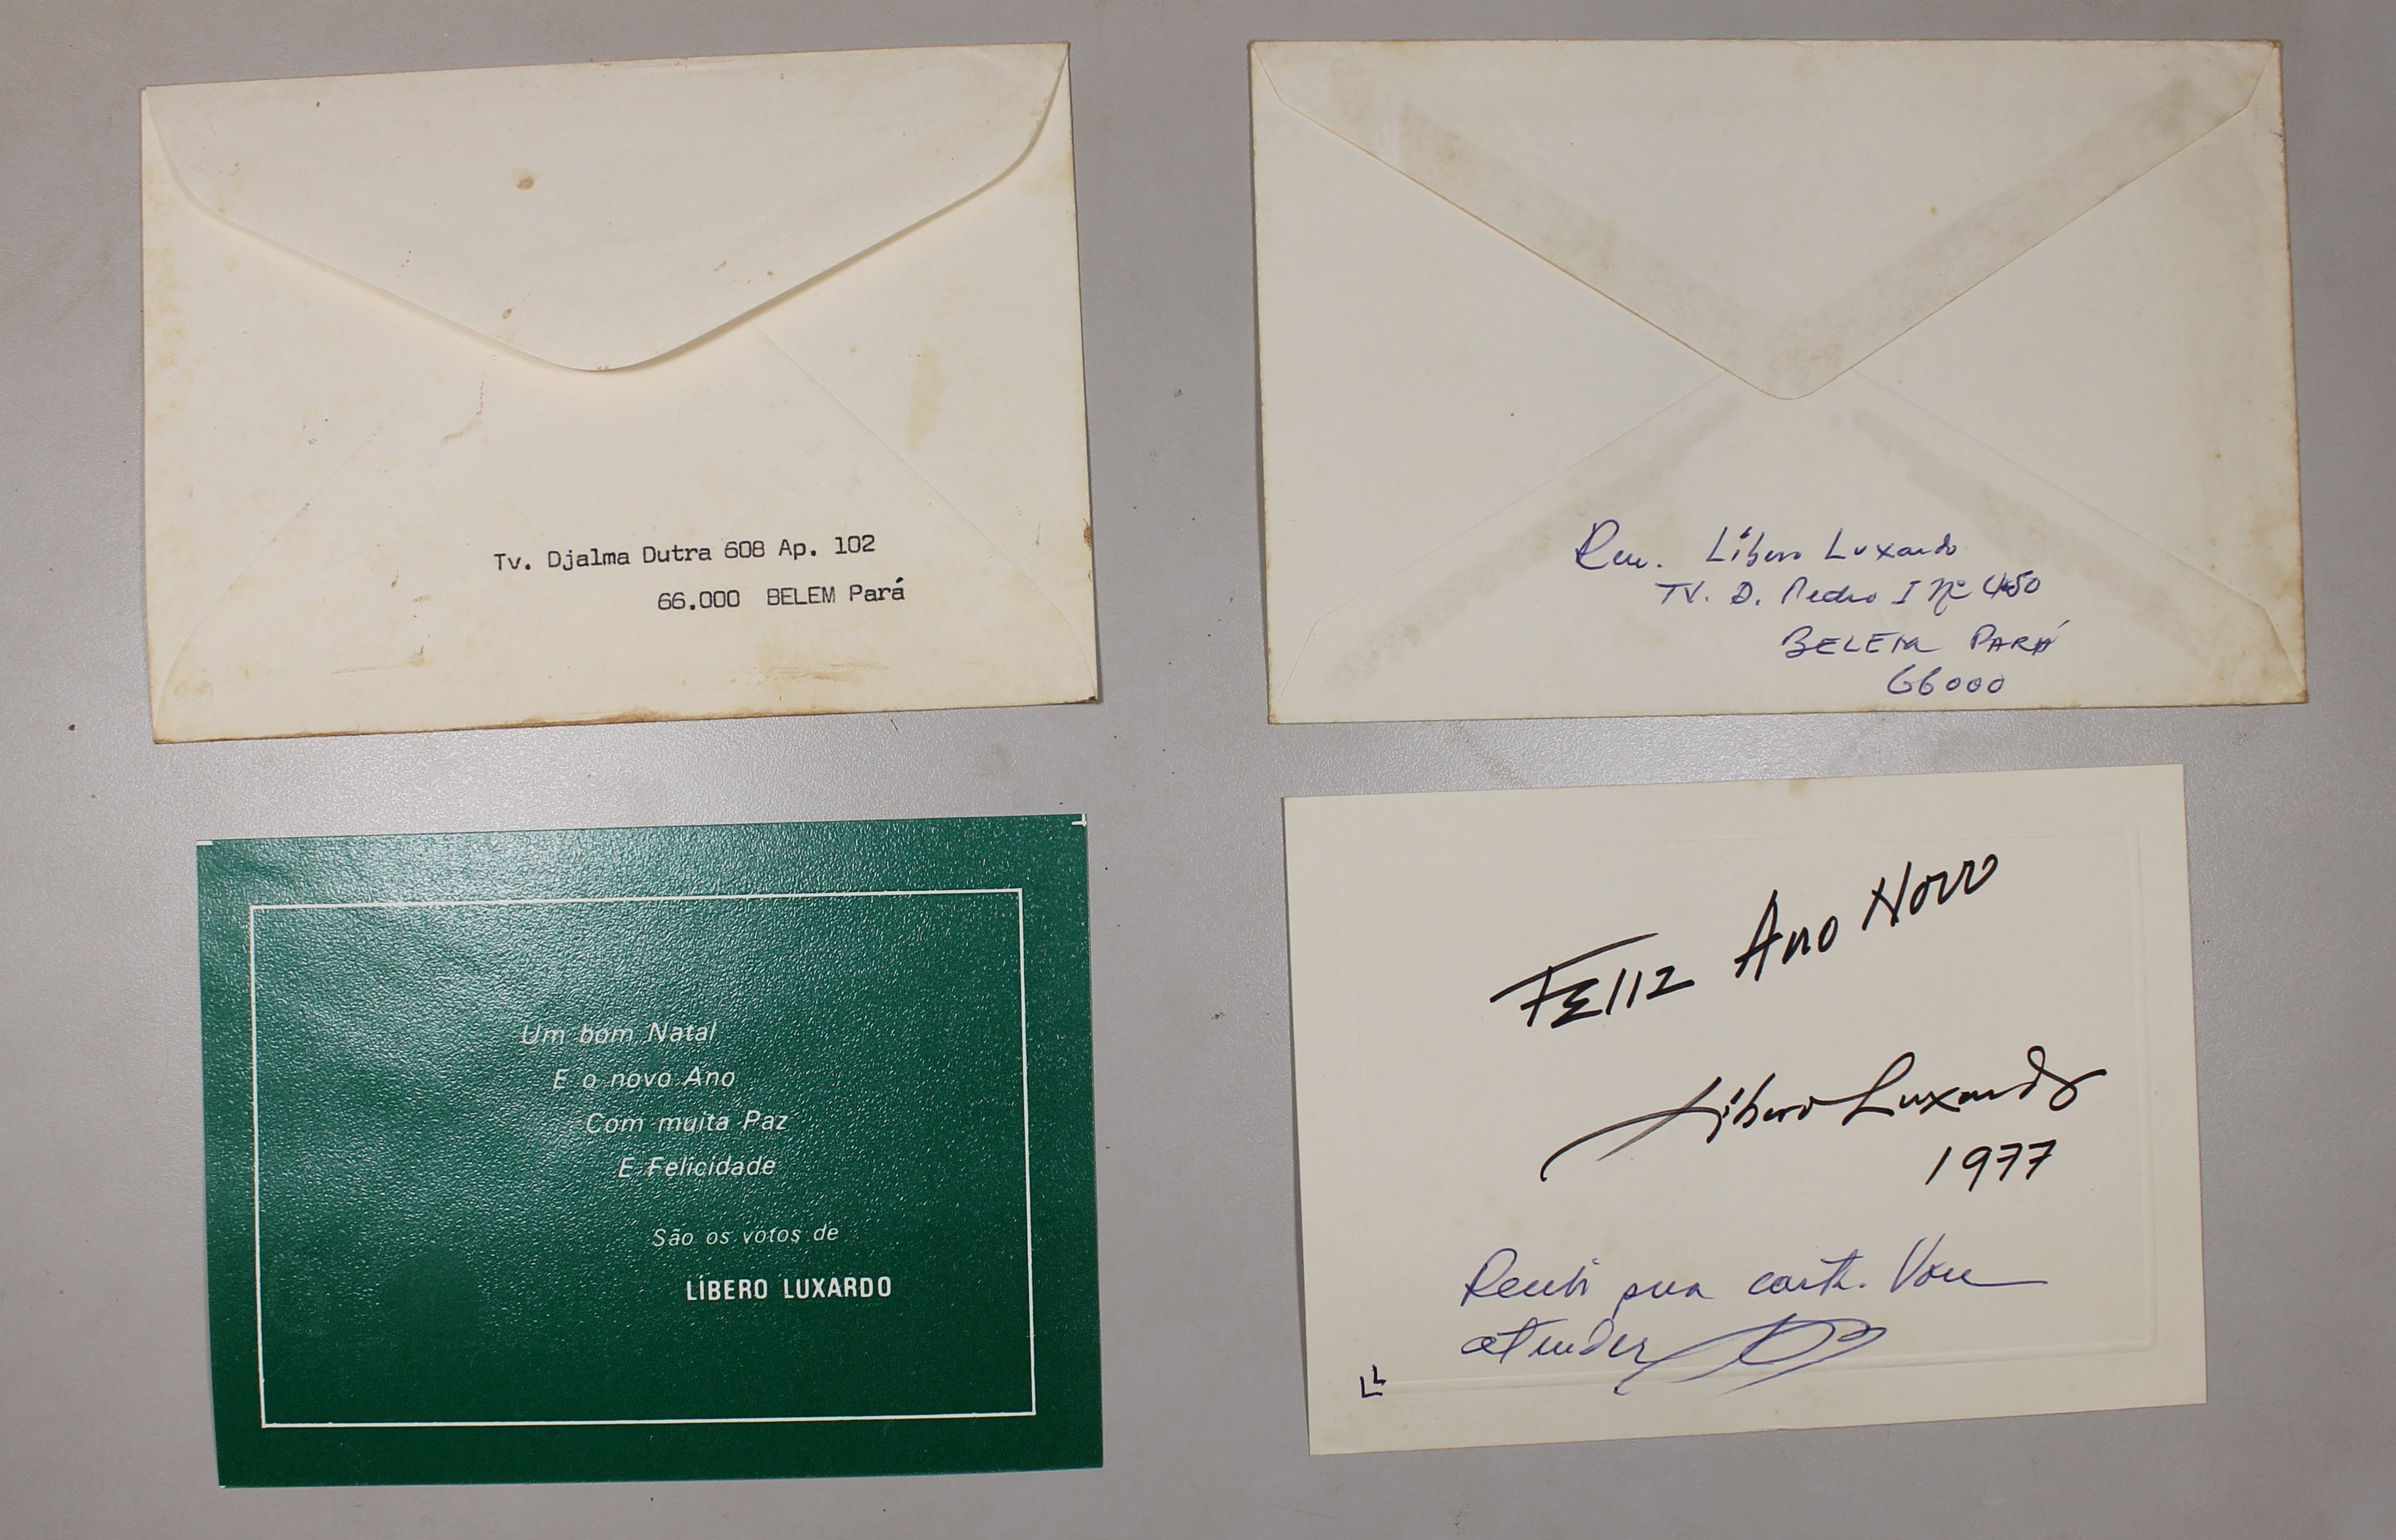 Tv. Djalma Dutra 608 Ap. 102
66.000 BELEM Pará
Rem. Líbero Luxardo
TV. D. Pedro I Nº 450
BELEM PARÁ
66000
Um bom Natal
E o novo Ano
Com muita Paz
E Felicidade
São os votos de
LÍBERO LUXARDO
FELIZ Ano Novo
Líbero Luxardo
1977
Recebi sua carta. Vou
atender
LL